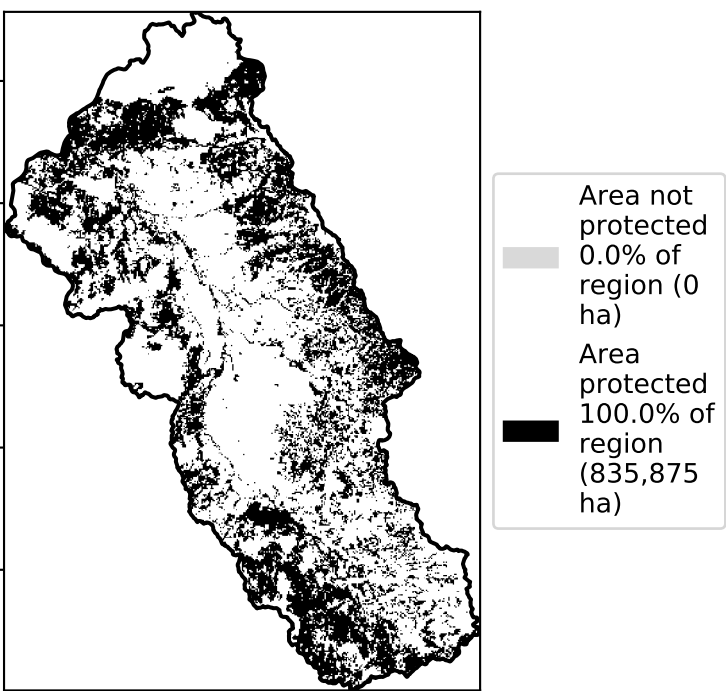 Area not
protected
0.0% of
region (0
ha)
Area
protected
100.0% of
region
(835,875
ha)